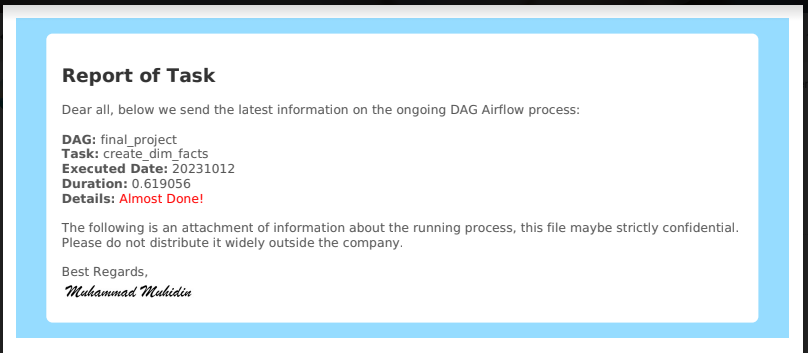 Report of Task
Dear all, below we send the latest information on the ongoing DAG Airflow process:
DAG: final_project
Task: create_dim_facts
Executed Date: 20231012
Duration: 0.619056
Details: Almost Done!
The following is an attachment of information about the running process, this file maybe strictly confidential.
Please do not distribute it widely outside the company.
Best Regards,
Muhammad Muhidin